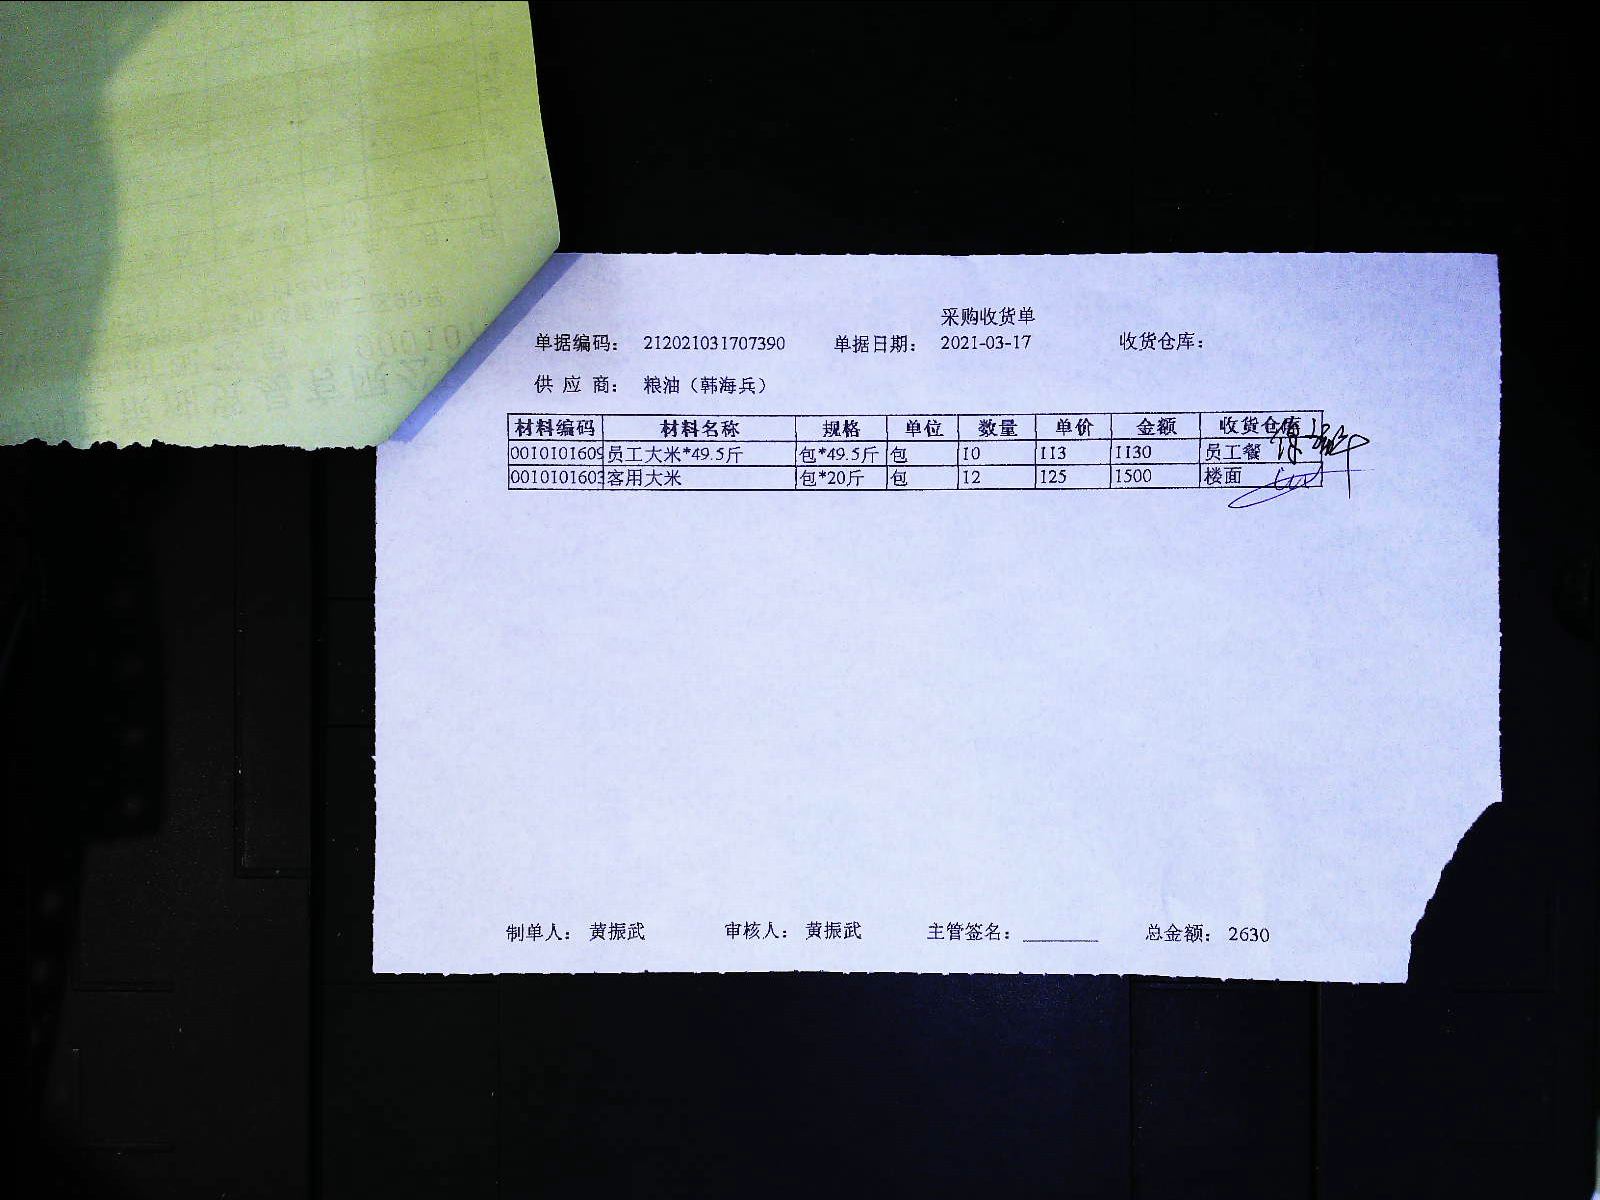 采购收货单
单据编码： 212021031707390 单据日期： 2021-03-17 收货仓库：
供 应 商： 粮油（韩海兵）
材料编码 材料名称 规格 单位 数量 单价 金额 收货仓库
0010101609 员工大米*49.5斤 包*49.5斤 包 10 113 1130 员工餐
0010101603 客用大米 包*20斤 包 12 125 1500 楼面
制单人： 黄振武 审核人： 黄振武 主管签名： 总金额： 2630